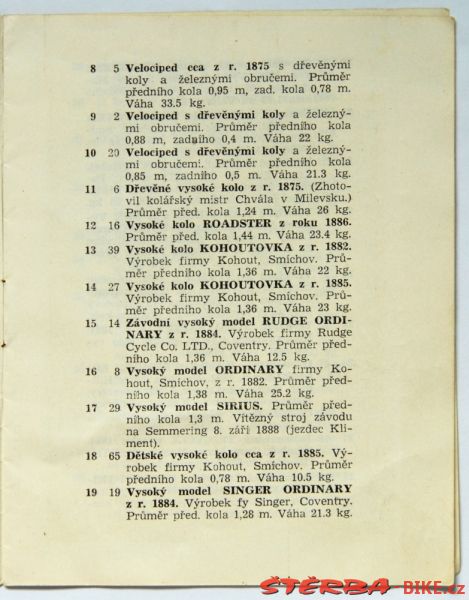 8 5 Velociped cca z r. 1875 s dřevěnými
koly a železnými obručemi. Průměr
předního kola 0,95 m, zad. kola 0,78 m.
Váha 33.5 kg.
9 2 Velociped s dřevěnými koly a železný-
mi obručemi. Průměr předního kola
0,88 m, zadního 0,4 m. Váha 22 kg.
10 20 Velociped s dřevěnými koly a železný-
mi obručemi. Průměr předního kola
0,85 m, zadního 0,5 m. Váha 21.3 kg.
11 6 Dřevěné vysoké kolo z r. 1875. (Zhoto-
vil kolářský mistr Chvála v Milevsku.)
Průměr před. kola 1,24 m. Váha 26 kg.
12 16 Vysoké kolo ROADSTER z roku 1886.
Průměr před. kola 1,44 m. Váha 23.4 kg.
13 39 Vysoké kolo KOHOUTOVKA z r. 1882.
Výrobek firmy Kohout, Smíchov. Prů-
měr předního kola 1,36 m. Váha 22 kg.
14 27 Vysoké kolo KOHOUTOVKA z r. 1885.
Výrobek firmy Kohout, Smíchov. Prů-
měr předního kola 1,36 m. Váha 23 kg.
15 14 Závodní vysoký model RUDGE ORDI-
NARY z r. 1884. Výrobek firmy Rudge
Cycle Co. LTD., Coventry. Průměr před-
ního kola 1,36 m. Váha 12.5 kg.
16 8 Vysoký model ORDINARY firmy Ko-
hout, Smíchov, z r. 1882. Průměr před-
ního kola 1,38 m. Váha 25.2 kg.
17 29 Vysoký model SIRIUS. Průměr před-
ního kola 1,3 m. Vítězný stroj závodu
na Semmering 8. září 1888 (jezdec Kli-
ment).
18 65 Dětské vysoké kolo cca z r. 1885. Vý-
robek firmy Kohout, Smíchov. Průměr
předního kola 0,78 m. Váha 10.5 kg.
19 19 Vysoký model SINGER ORDINARY
z r. 1884. Výrobek fy Singer, Coventry.
Průměr před. kola 1,28 m. Váha 21.3 kg.
ŠTĚRBA-BIKE.cz